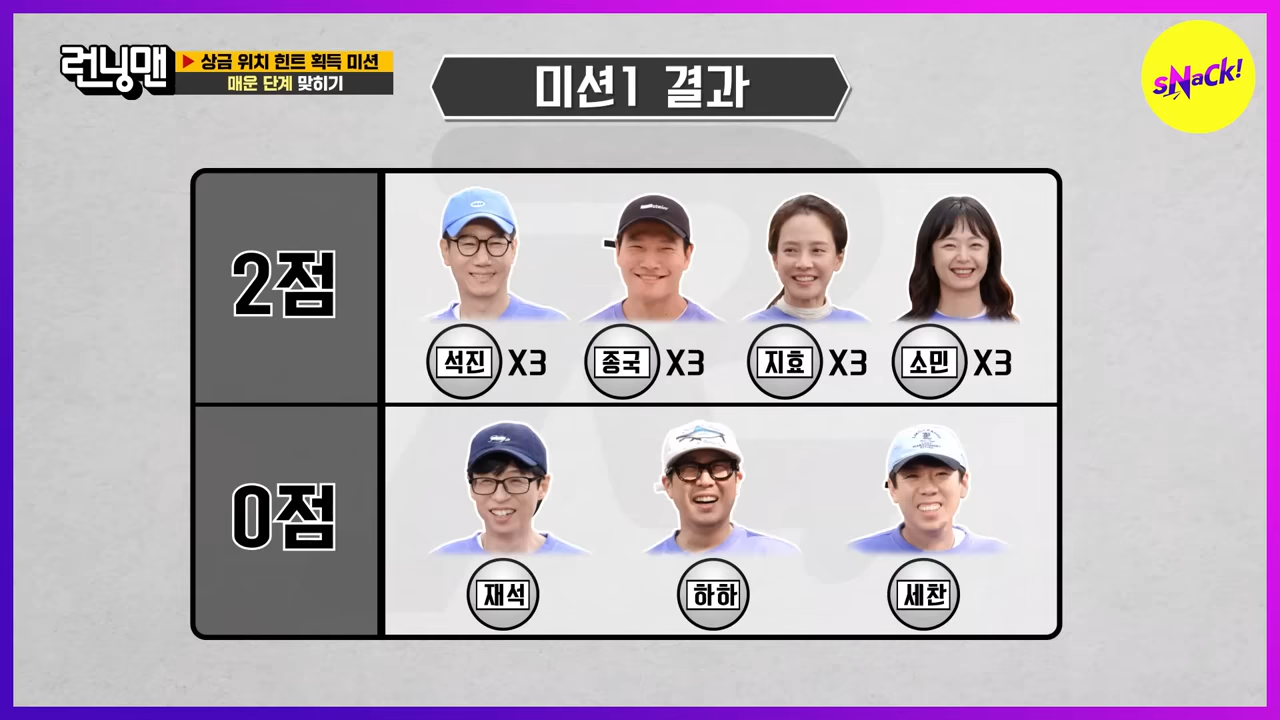 런닝맨
▶ 상금 위치 힌트 획득 미션
매운 단계 맞히기
미션1 결과
sNaCk!
2점
석진 X3 종국 X3 지효 X3 소민 X3
0점
재석 하하 세찬